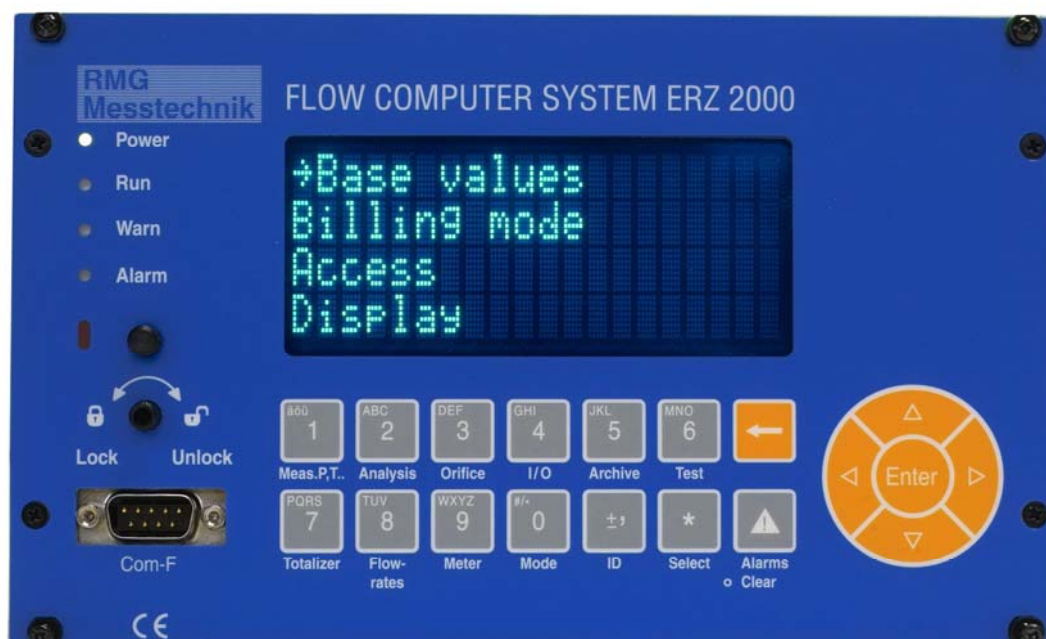 RMG
Messtechnik
FLOW COMPUTER SYSTEM ERZ 2000
Power
Run
Warn
Alarm
→Base values
Billing mode
Access
Display
Lock Unlock
Com-F
CE
äöü ABC DEF GHI JKL MNO
1 2 3 4 5 6
Meas.P,T.. Analysis Orifice I/O Archive Test
PQRS TUV WXYZ #/*
7 8 9 0 ±, *
Totalizer Flow-
rates Meter Mode ID Select Alarms
Clear
Enter